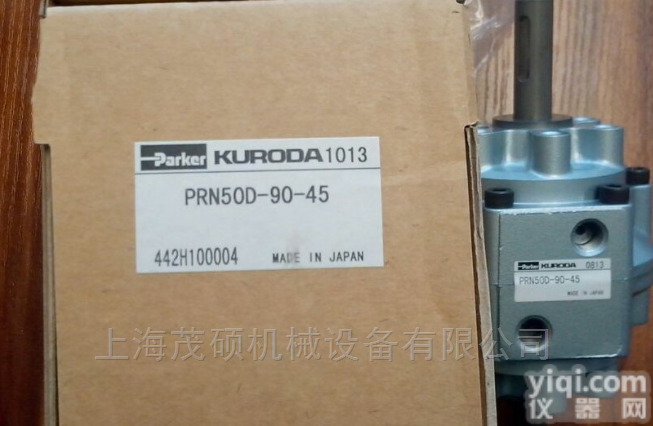 Parker KURODA 1013
PRN50D-90-45
442H100004 MADE IN JAPAN
Parker KURODA 0813
PRN50D-90-45
MADE IN JAPAN
上海茂硕机械设备有限公司
yiqi.com
仪器网